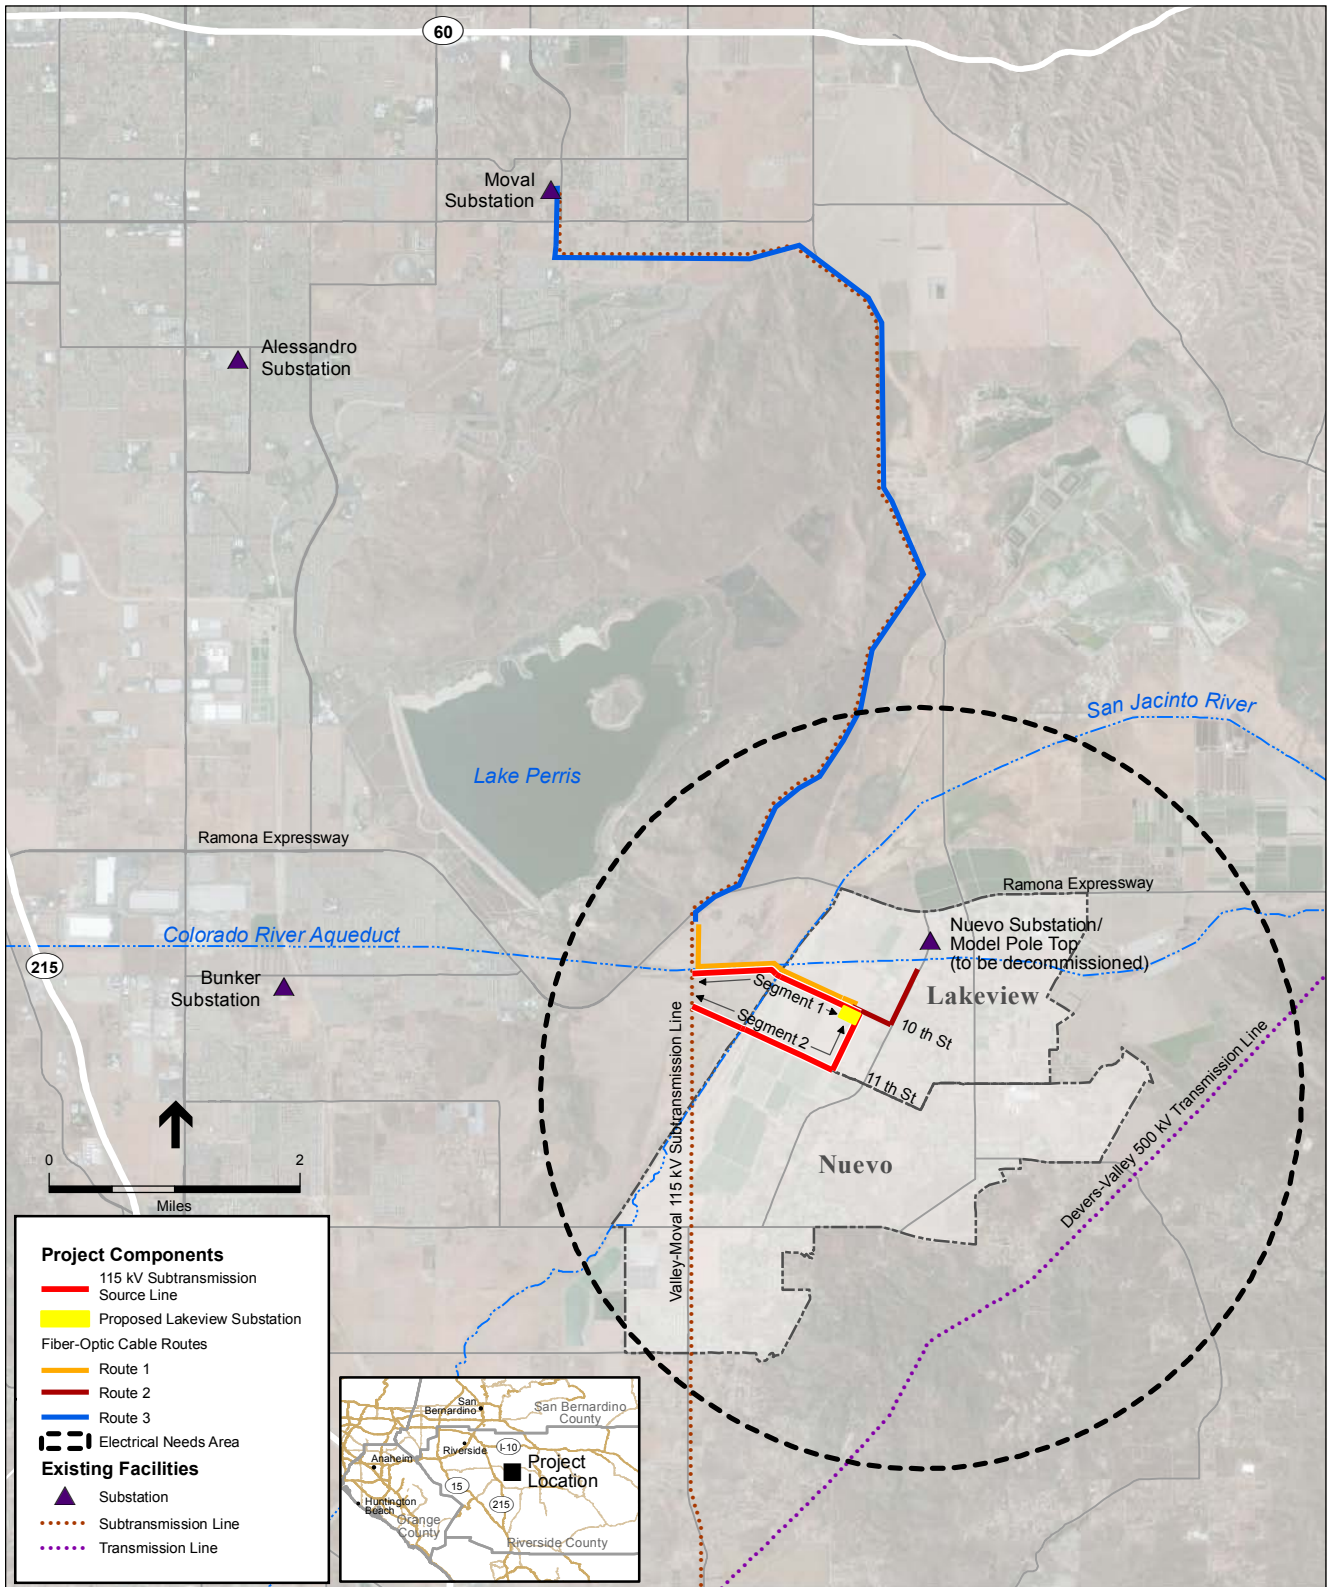 60
Moval
Substation
Alessandro
Substation
San Jacinto River
Lake Perris
Ramona Expressway
Ramona Expressway
Colorado River Aqueduct
Nuevo Substation/
Model Pole Top
(to be decommissioned)
215
Bunker
Substation
Segment 1
Lakeview
Segment 2
10 th St
11 th St
Valley-Moval 115 kV Subtransmission Line
Devers-Valley 500 kV Transmission Line
Nuevo
0
2
Miles
Project Components
115 kV Subtransmission
Source Line
Proposed Lakeview Substation
Fiber-Optic Cable Routes
Route 1
Route 2
Route 3
Electrical Needs Area
Existing Facilities
Substation
Subtransmission Line
Transmission Line
San
Bernardino
San Bernardino
County
Riverside
I-10
Anaheim
Project
Location
15
215
Huntington
Beach
Orange
County
Riverside County